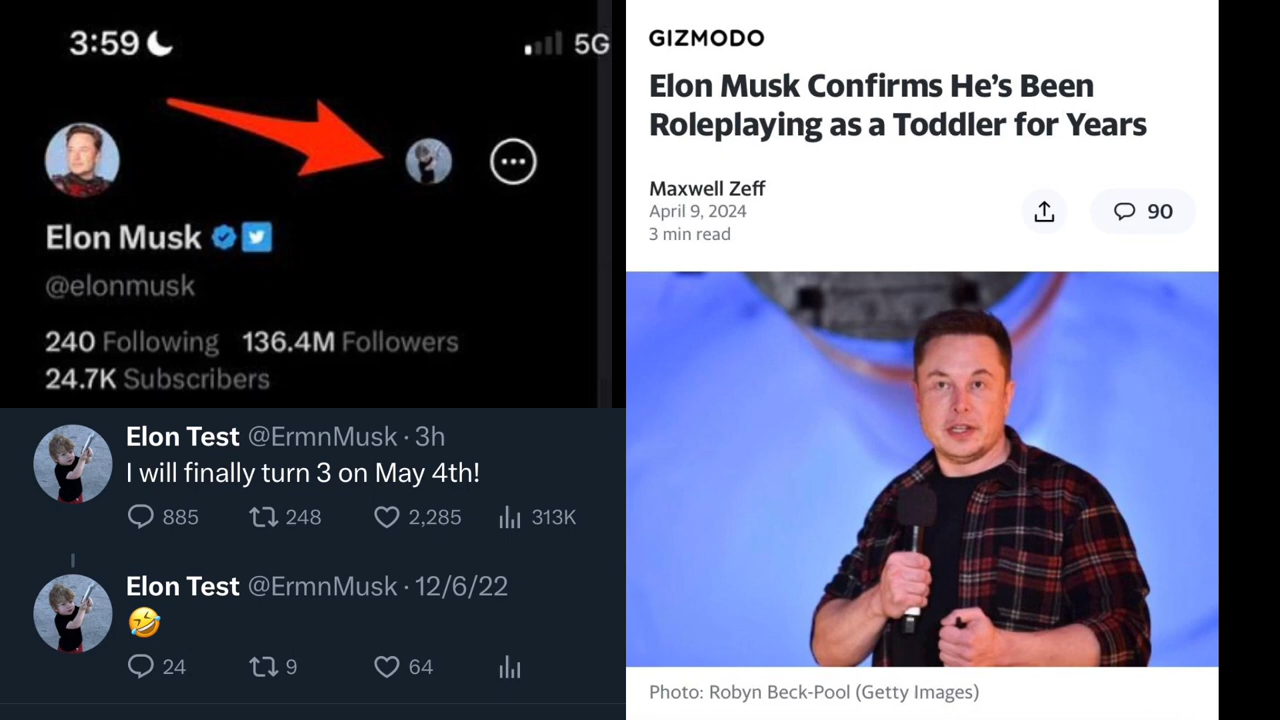 3:59
5G
Elon Musk
@elonmusk
240 Following 136.4M Followers
24.7K Subscribers
Elon Test @ErmnMusk · 3h
I will finally turn 3 on May 4th!
885 248 2,285 313K
Elon Test @ErmnMusk · 12/6/22
🤣
24 9 64
GIZMODO
Elon Musk Confirms He’s Been
Roleplaying as a Toddler for Years
Maxwell Zeff
April 9, 2024
3 min read
90
Photo: Robyn Beck-Pool (Getty Images)